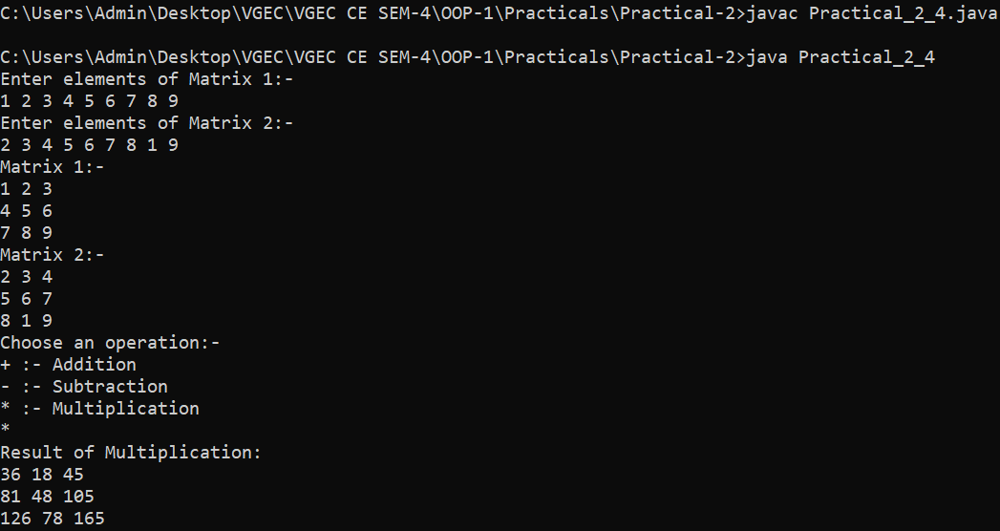 C:\Users\Admin\Desktop\VGEC\VGEC CE SEM-4\OOP-1\Practicals\Practical-2>javac Practical_2_4.java
C:\Users\Admin\Desktop\VGEC\VGEC CE SEM-4\OOP-1\Practicals\Practical-2>java Practical_2_4
Enter elements of Matrix 1:-
1 2 3 4 5 6 7 8 9
Enter elements of Matrix 2:-
2 3 4 5 6 7 8 1 9
Matrix 1:-
1 2 3
4 5 6
7 8 9
Matrix 2:-
2 3 4
5 6 7
8 1 9
Choose an operation:-
+ :- Addition
- :- Subtraction
* :- Multiplication
*
Result of Multiplication:
36 18 45
81 48 105
126 78 165